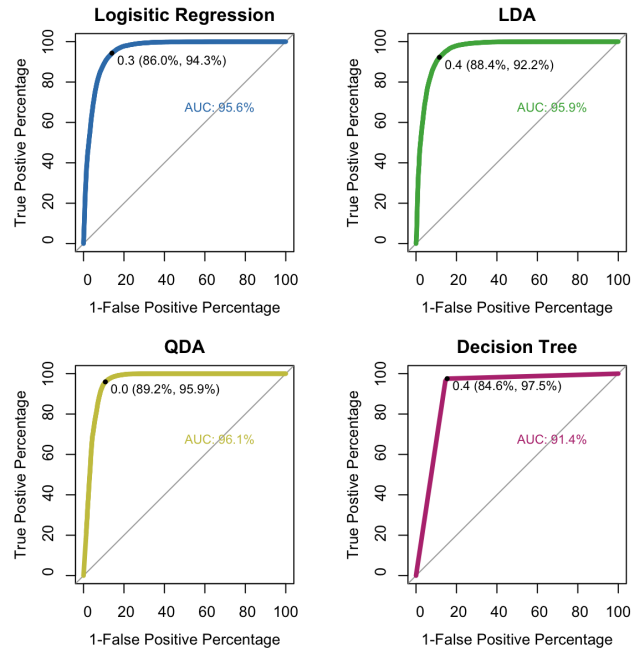 Logisitic Regression
True Postive Percentage
0 20 40 60 80 100
0.3 (86.0%, 94.3%)
AUC: 95.6%
0 20 40 60 80 100
1-False Positive Percentage
LDA
True Postive Percentage
0 20 40 60 80 100
0.4 (88.4%, 92.2%)
AUC: 95.9%
0 20 40 60 80 100
1-False Positive Percentage
QDA
True Postive Percentage
0 20 40 60 80 100
0.0 (89.2%, 95.9%)
AUC: 96.1%
0 20 40 60 80 100
1-False Positive Percentage
Decision Tree
True Postive Percentage
0 20 40 60 80 100
0.4 (84.6%, 97.5%)
AUC: 91.4%
0 20 40 60 80 100
1-False Positive Percentage